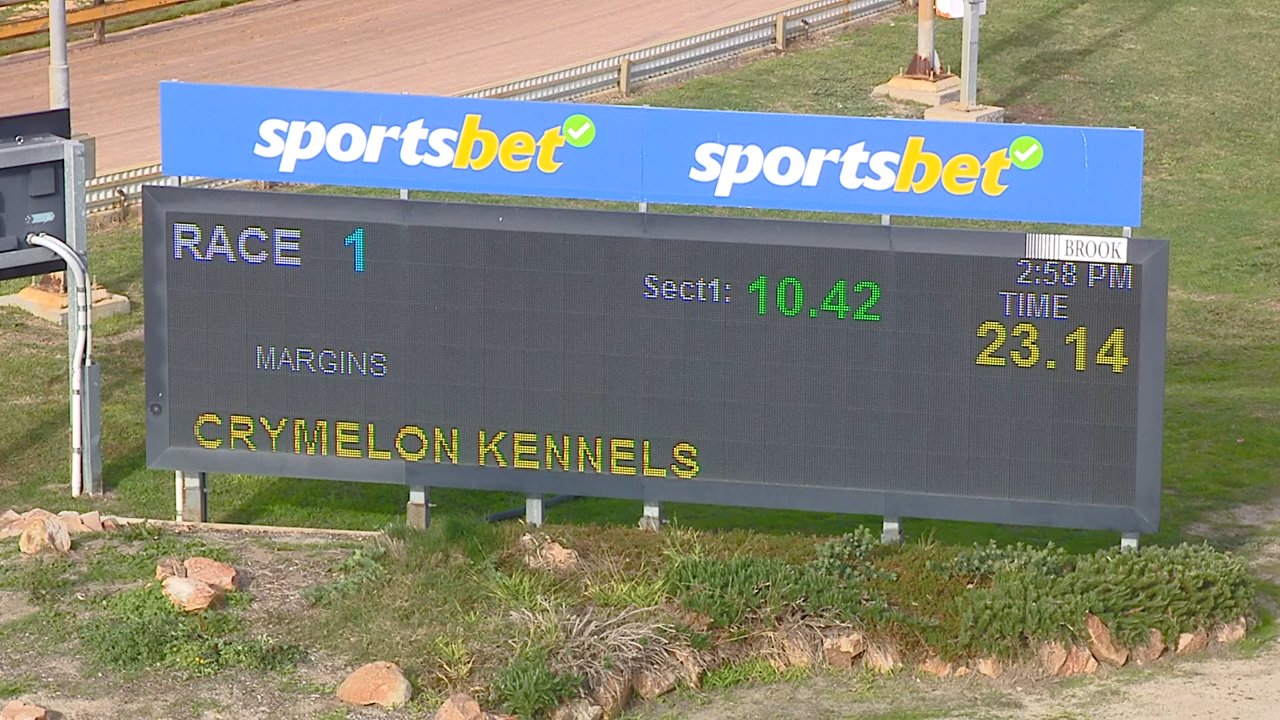 sportsbet sportsbet
BROOK
RACE 1
2:58 PM
Sect1: 10.42
TIME
23.14
MARGINS
CRYMELON KENNELS